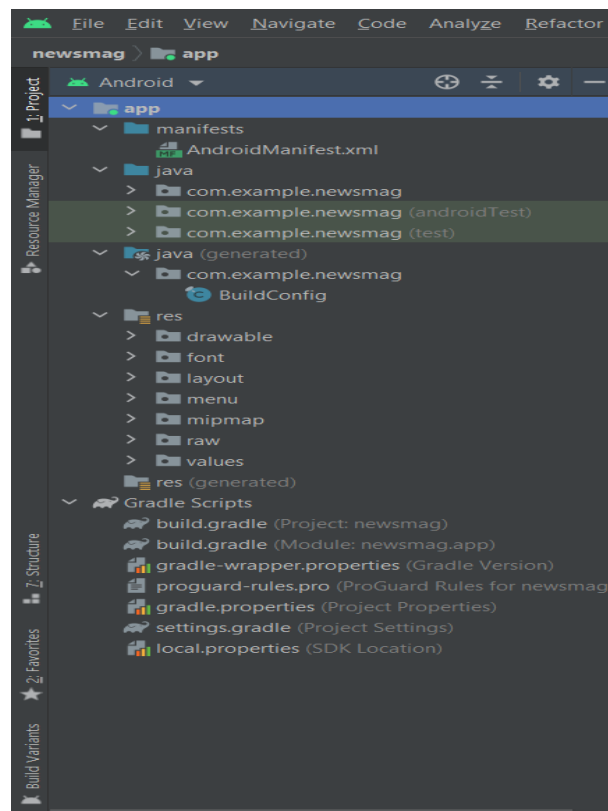 File Edit View Navigate Code Analyze Refactor
newsmag app
Android
app
manifests
AndroidManifest.xml
java
com.example.newsmag
com.example.newsmag (androidTest)
com.example.newsmag (test)
java (generated)
com.example.newsmag
BuildConfig
res
drawable
font
layout
menu
mipmap
raw
values
res (generated)
Gradle Scripts
build.gradle (Project: newsmag)
build.gradle (Module: newsmag.app)
gradle-wrapper.properties (Gradle Version)
proguard-rules.pro (ProGuard Rules for newsmag
gradle.properties (Project Properties)
settings.gradle (Project Settings)
local.properties (SDK Location)
1: Project
Resource Manager
7: Structure
2: Favorites
Build Variants